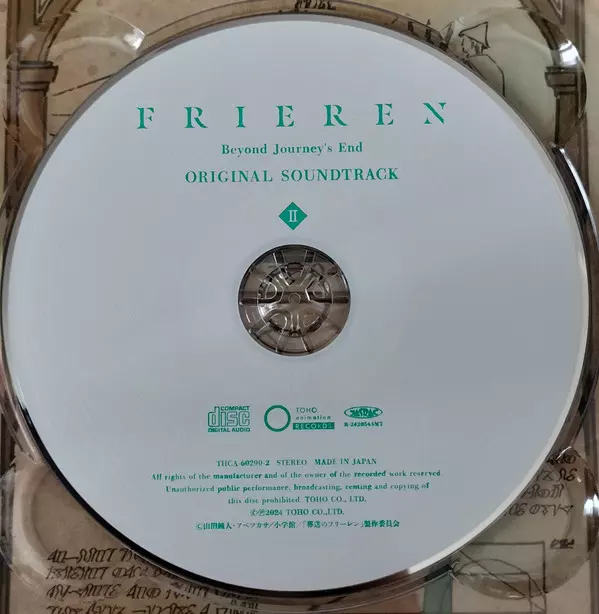 FRIEREN
Beyond Journey's End
ORIGINAL SOUNDTRACK
II
COMPACT
disc
DIGITAL AUDIO
TOHO
animation
RECORDS
JASRAC
THCA-60290-2 STEREO MADE IN JAPAN
All rights of the manufacturer and of the owner of the recorded work reserved.
Unauthorized public performance, broadcasting, renting and copying of
this disc prohibited. TOHO CO., LTD.
ⒸⓅ2024 TOHO CO.,LTD.
Ⓒ山田鐘人・アベツカサ/小学館/「葬送のフリーレン」製作委員会